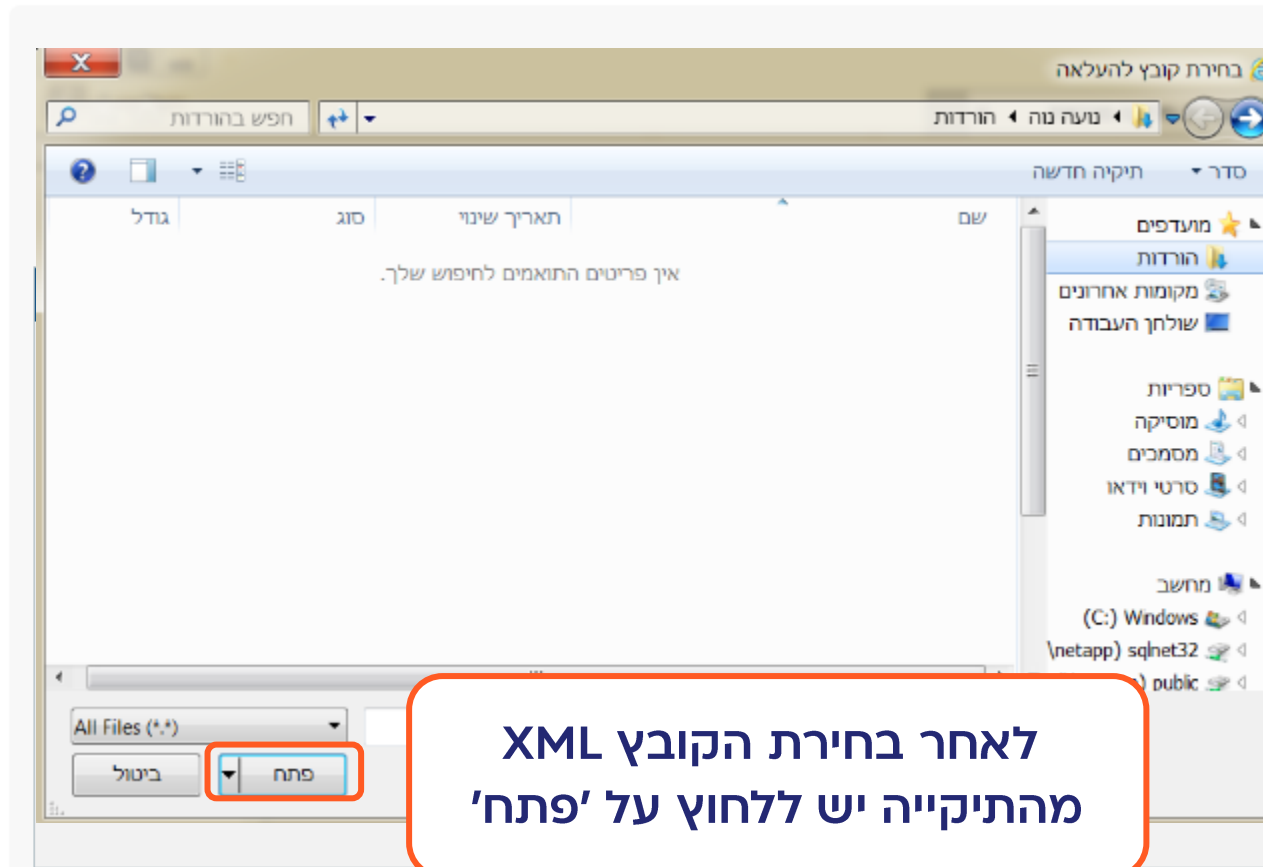 בחירת קובץ להעלאה
נועה נוה
הורדות
חפש בהורדות
סדר
תיקיה חדשה
שם
תאריך שינוי
סוג
גודל
אין פריטים התואמים לחיפוש שלך.
מועדפים
הורדות
מקומות אחרונים
שולחן העבודה
ספריות
מוסיקה
מסמכים
סרטי וידאו
תמונות
מחשב
(C:) Windows
\netapp) sqlnet32
) public
All Files (*.*)
פתח
ביטול
לאחר בחירת הקובץ XML
מהתיקייה יש ללחוץ על 'פתח'